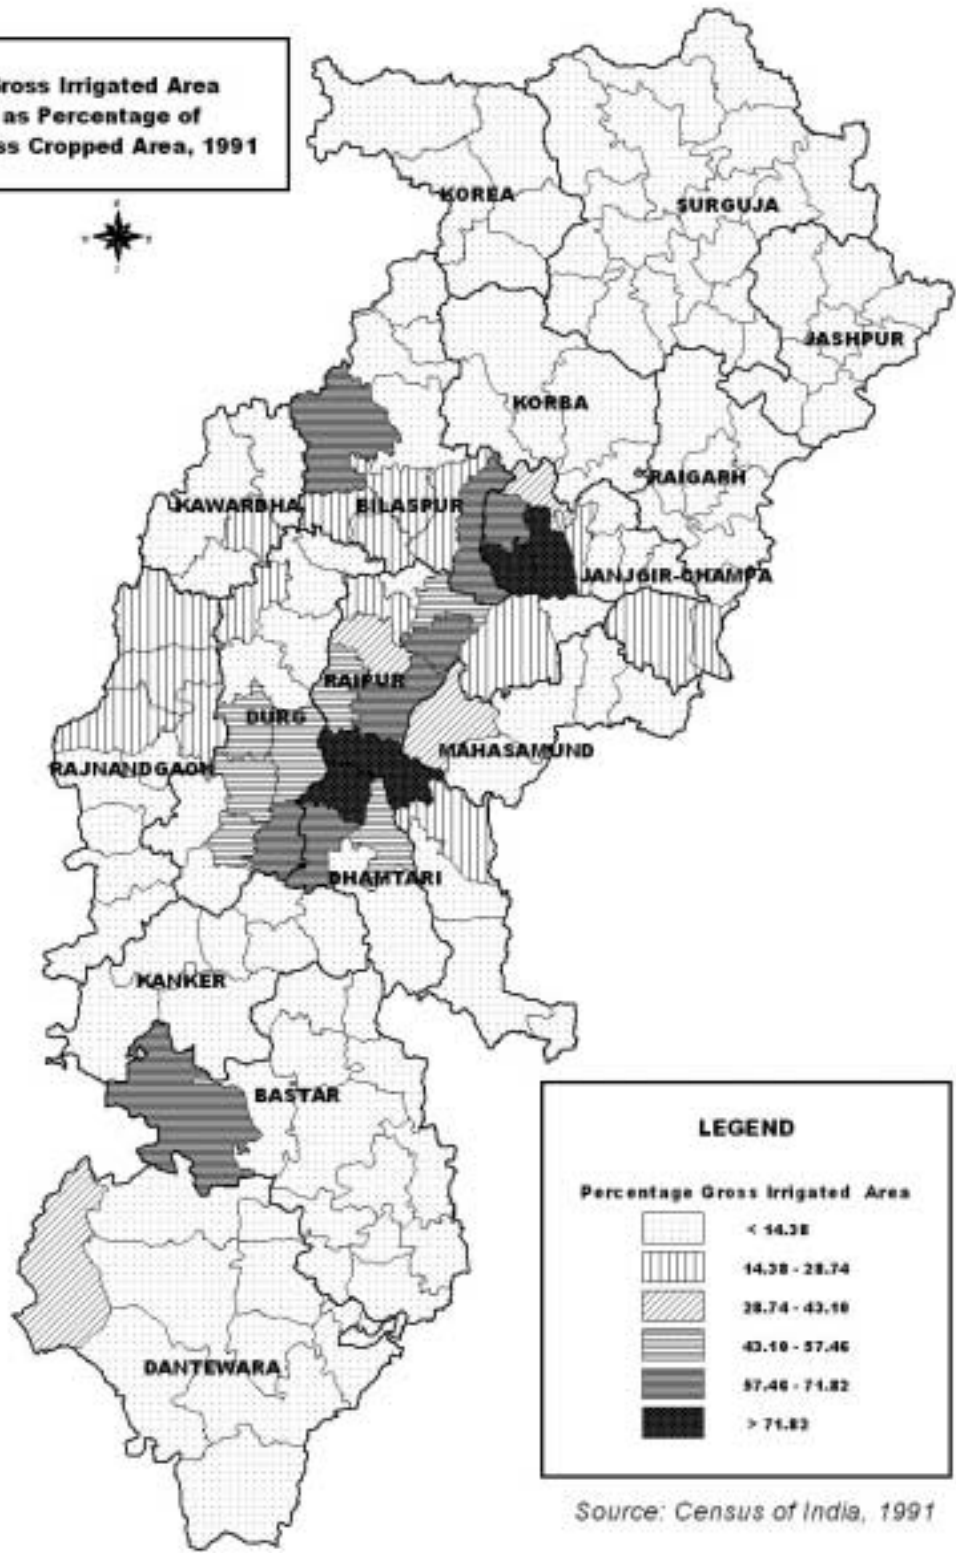 ross Irrigated Area
as Percentage of
ss Cropped Area, 1991
KOREA
SURGUJA
JASHPUR
KORBA
RAIGARH
KAWARDHA
BILASPUR
JANJGIR-CHAMPA
RAIPUR
DURG
MAHASAMUND
RAJNANDGAON
DHAMTARI
KANKER
BASTAR
DANTEWARA
LEGEND
Percentage Gross Irrigated Area
< 14.38
14.38 - 28.74
28.74 - 43.10
43.10 - 57.46
57.46 - 71.82
> 71.83
Source: Census of India, 1991